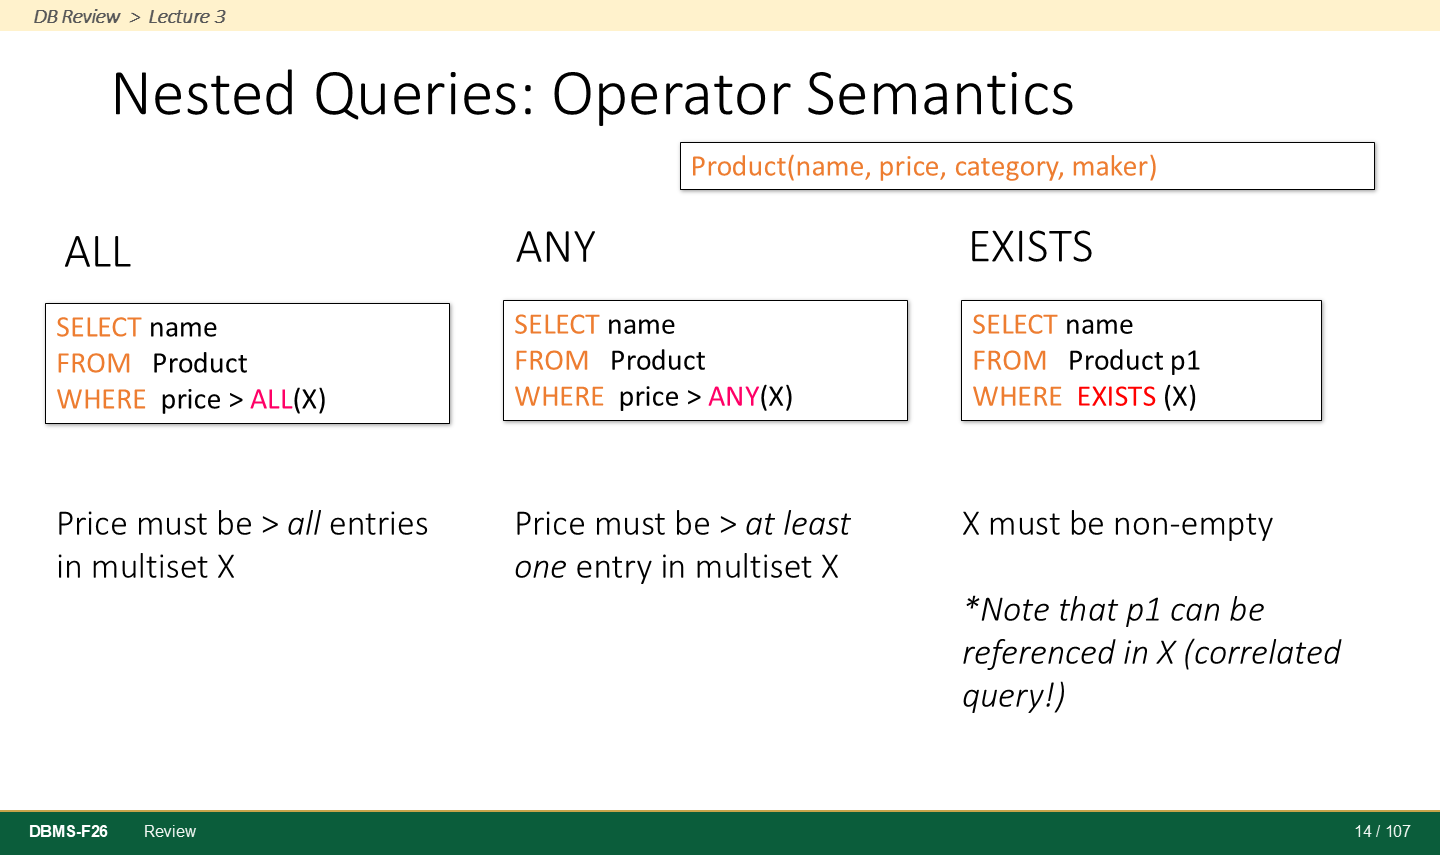 DB Review > Lecture 3
Nested Queries: Operator Semantics
Product(name, price, category, maker)
ALL
SELECT name
FROM Product
WHERE price > ALL(X)
Price must be > all entries
in multiset X
ANY
SELECT name
FROM Product
WHERE price > ANY(X)
Price must be > at least
one entry in multiset X
EXISTS
SELECT name
FROM Product p1
WHERE EXISTS (X)
X must be non-empty
*Note that p1 can be
referenced in X (correlated
query!)
DBMS-F26 Review 14 / 107